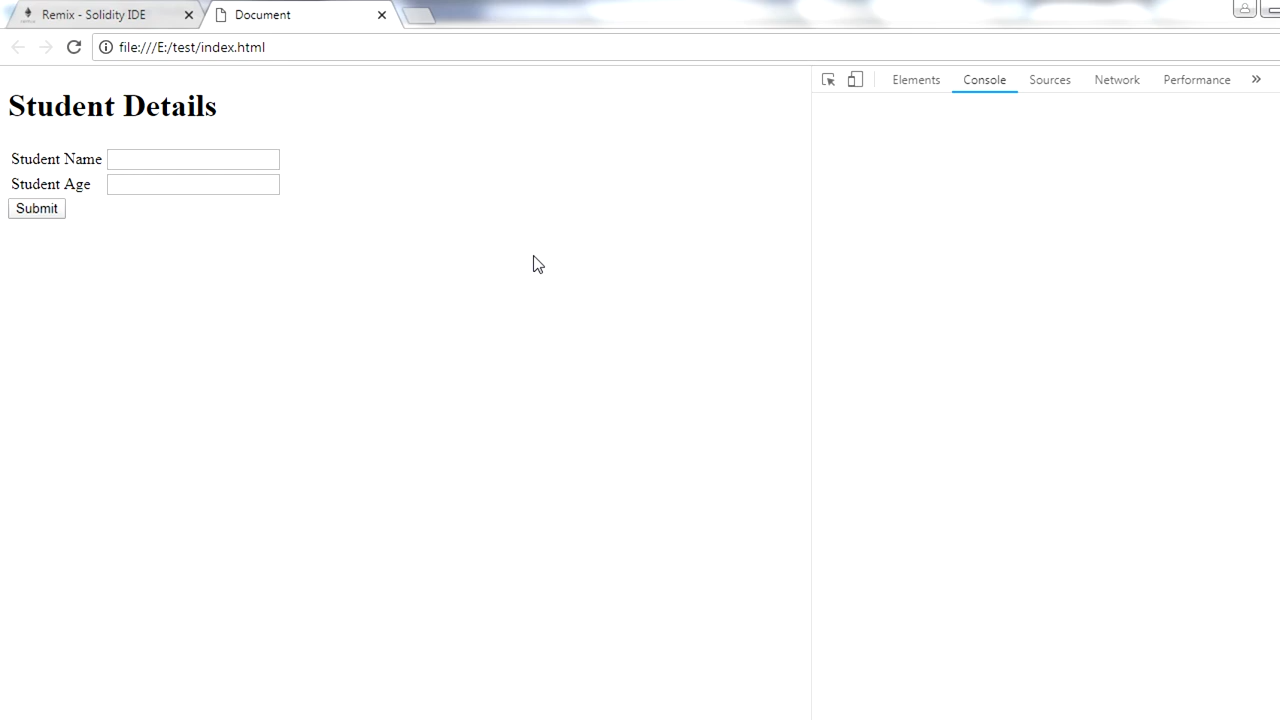 Remix - Solidity IDE
Document
file:///E:/test/index.html
Elements
Console
Sources
Network
Performance
Student Details
Student Name
Student Age
Submit